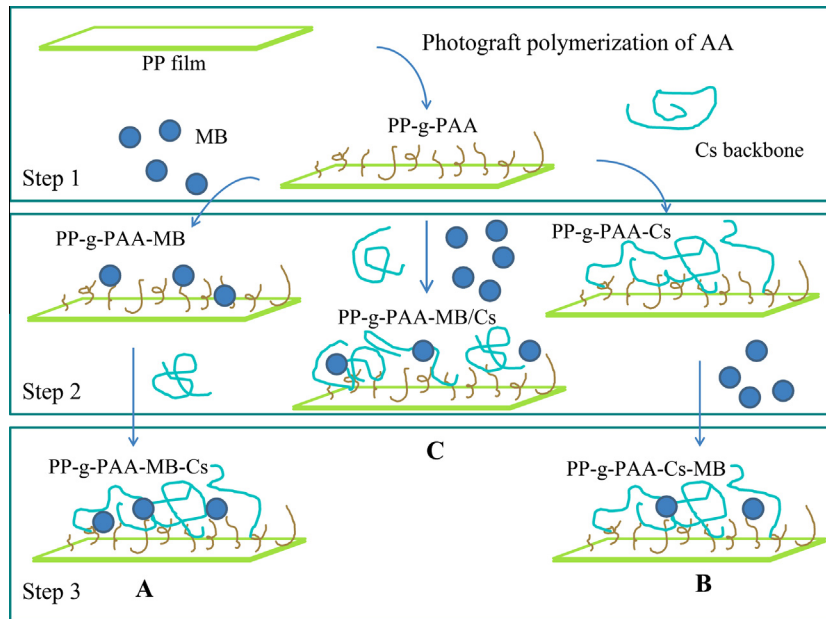 PP film
Photograft polymerization of AA
MB
PP-g-PAA
Cs backbone
Step 1
PP-g-PAA-MB
PP-g-PAA-Cs
PP-g-PAA-MB/Cs
Step 2
C
PP-g-PAA-MB-Cs
PP-g-PAA-Cs-MB
Step 3
A
B